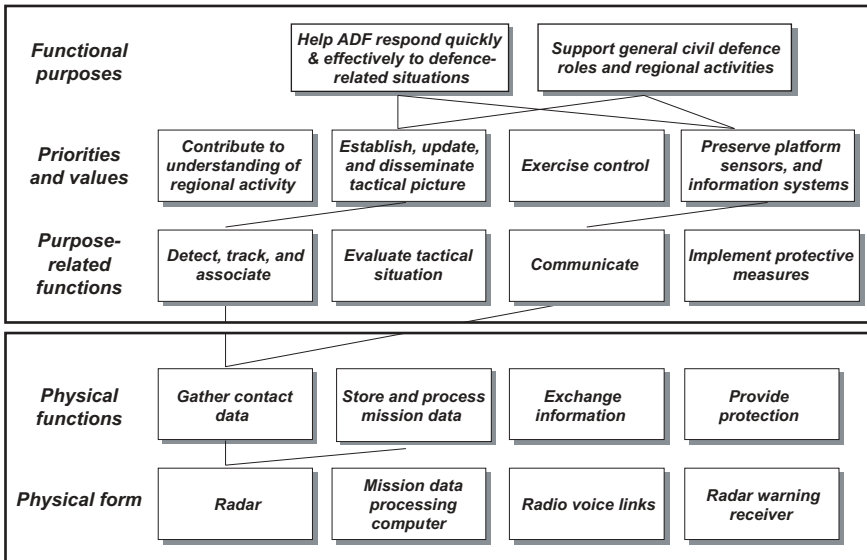 Functional
purposes
Help ADF respond quickly
& effectively to defence-
related situations
Support general civil defence
roles and regional activities
Priorities
and values
Contribute to
understanding of
regional activity
Establish, update,
and disseminate
tactical picture
Exercise control
Preserve platform
sensors, and
information systems
Purpose-
related
functions
Detect, track, and
associate
Evaluate tactical
situation
Communicate
Implement protective
measures
Physical
functions
Gather contact
data
Store and process
mission data
Exchange
information
Provide
protection
Physical form
Radar
Mission data
processing
computer
Radio voice links
Radar warning
receiver